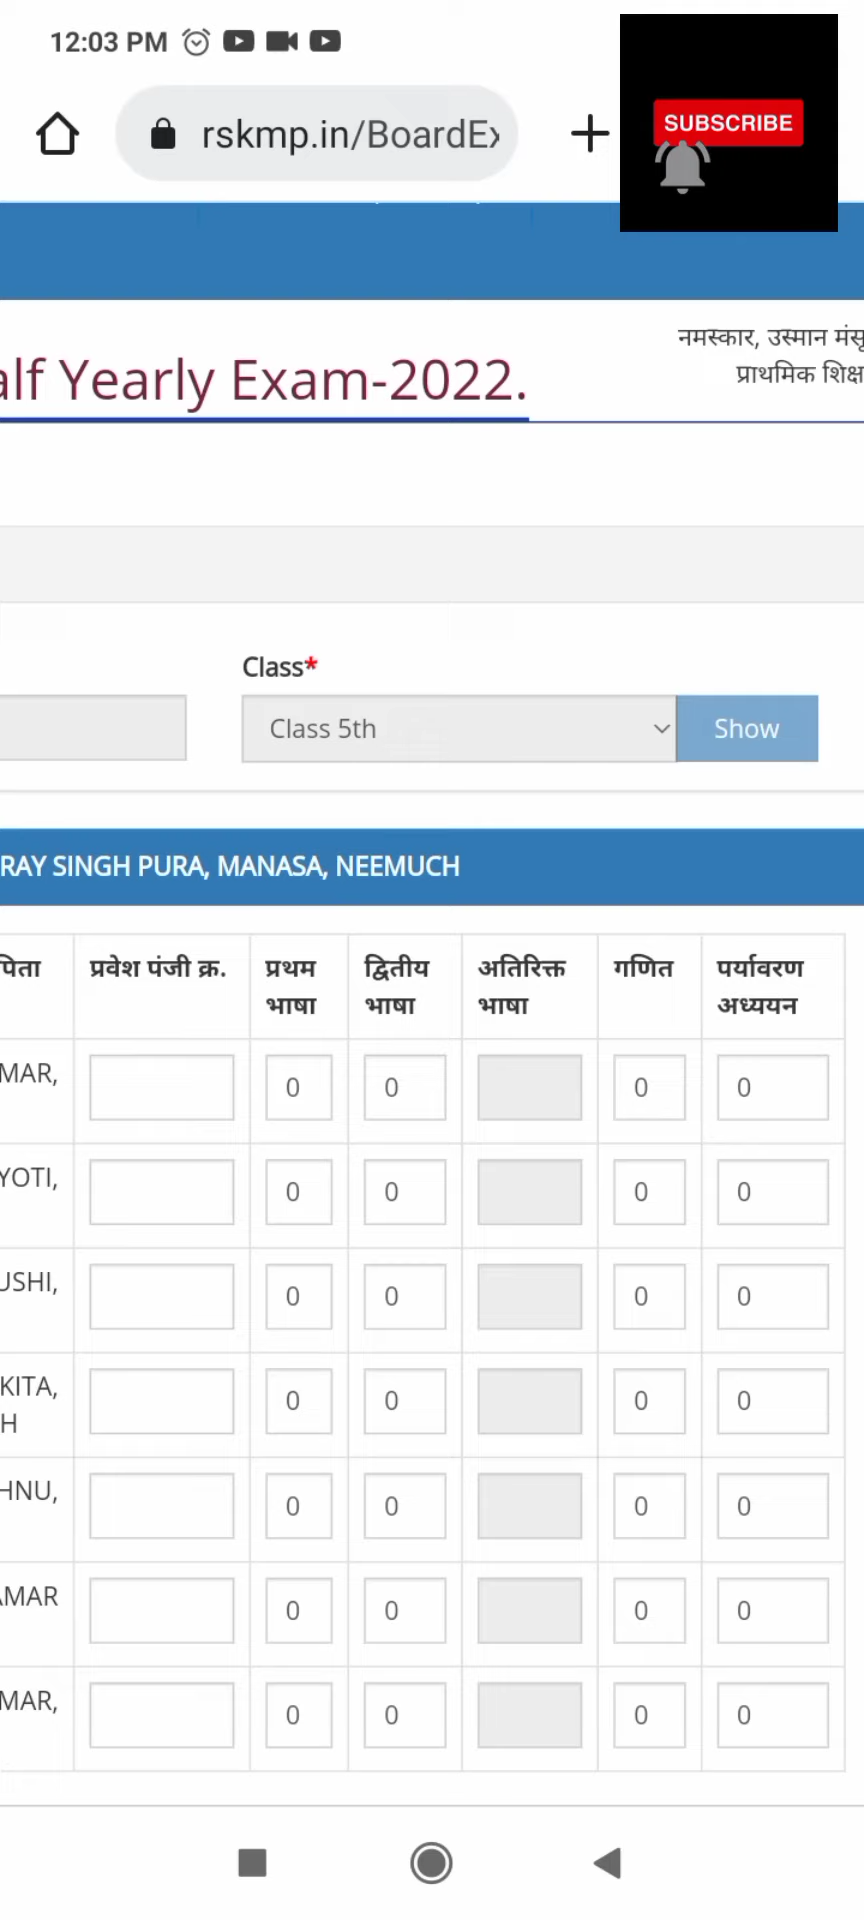 12:03 PM
rskmp.in/BoardEx
SUBSCRIBE
नमस्कार, उस्मान मंसू
alf Yearly Exam-2022.
प्राथमिक शिक्ष
Class*
Class 5th
Show
RAY SINGH PURA, MANASA, NEEMUCH
पिता प्रवेश पंजी क्र. प्रथम भाषा द्वितीय भाषा अतिरिक्त भाषा गणित पर्यावरण अध्ययन
MAR, 0 0 0 0
YOTI, 0 0 0 0
USHI, 0 0 0 0
KITA, 0 0 0 0
H
HNU, 0 0 0 0
AMAR 0 0 0 0
MAR, 0 0 0 0